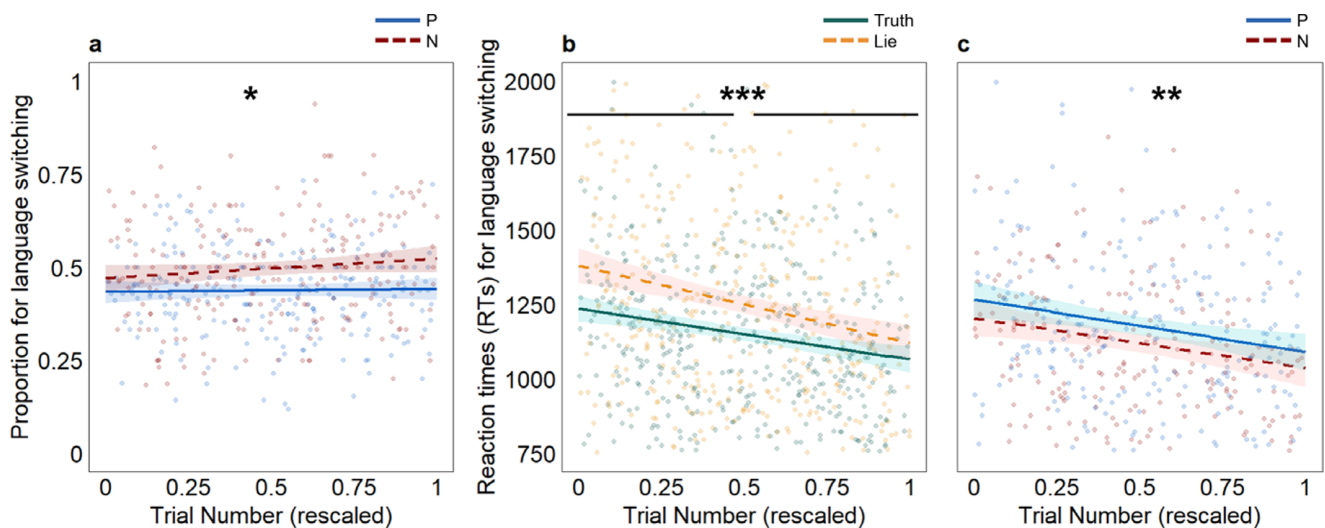 P
N
a
*
Proportion for language switching
1
0.75
0.5
0.25
0
0 0.25 0.5 0.75 1
Trial Number (rescaled)
Truth
Lie
b
***
Reaction times (RTs) for language switching
2000
1750
1500
1250
1000
750
0 0.25 0.5 0.75 1
Trial Number (rescaled)
P
N
c
**
0 0.25 0.5 0.75 1
Trial Number (rescaled)